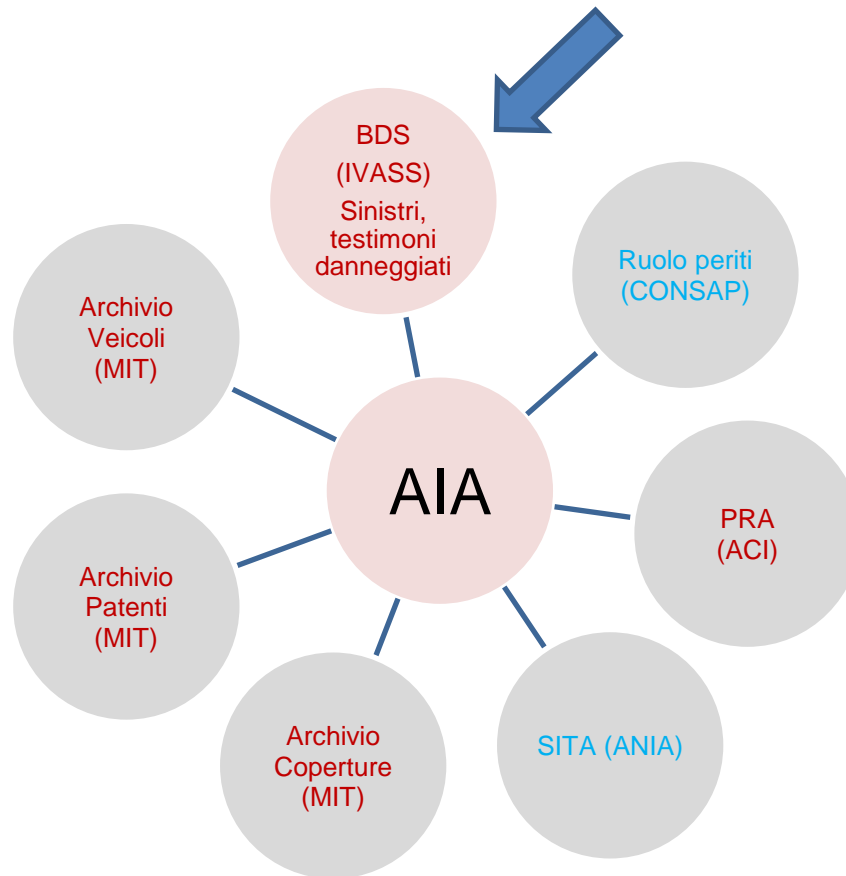 BDS
(IVASS)
Sinistri,
testimoni
danneggiati
Ruolo periti
(CONSAP)
Archivio
Veicoli
(MIT)
AIA
PRA
(ACI)
Archivio
Patenti
(MIT)
Archivio
Coperture
(MIT)
SITA (ANIA)